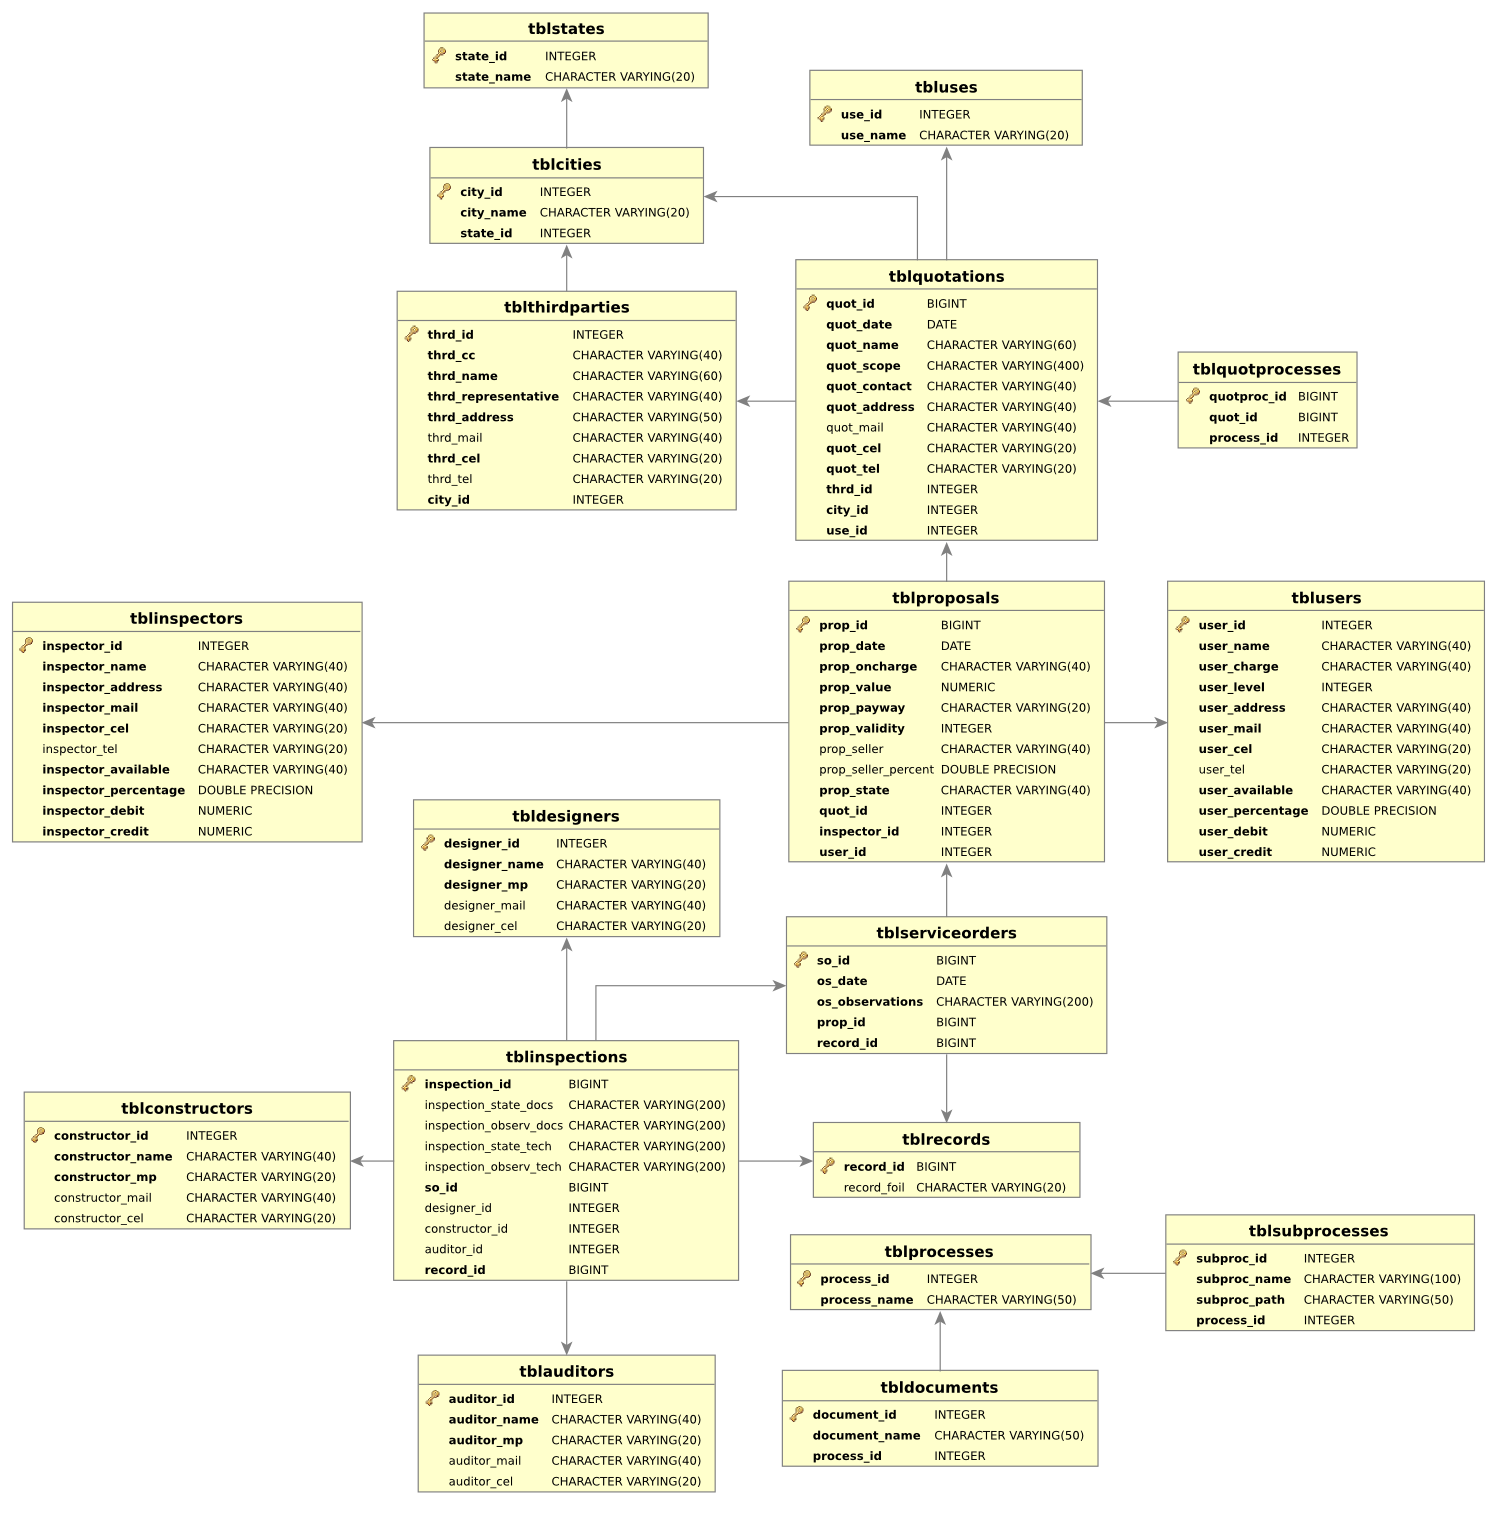 tblstates
state_id INTEGER
state_name CHARACTER VARYING(20)
tbluses
use_id INTEGER
use_name CHARACTER VARYING(20)
tblcities
city_id INTEGER
city_name CHARACTER VARYING(20)
state_id INTEGER
tblquotations
quot_id BIGINT
quot_date DATE
quot_name CHARACTER VARYING(60)
quot_scope CHARACTER VARYING(400)
quot_contact CHARACTER VARYING(40)
quot_address CHARACTER VARYING(40)
quot_mail CHARACTER VARYING(40)
quot_cel CHARACTER VARYING(20)
quot_tel CHARACTER VARYING(20)
thrd_id INTEGER
city_id INTEGER
use_id INTEGER
tblthirdparties
thrd_id INTEGER
thrd_cc CHARACTER VARYING(40)
thrd_name CHARACTER VARYING(60)
thrd_representative CHARACTER VARYING(40)
thrd_address CHARACTER VARYING(50)
thrd_mail CHARACTER VARYING(40)
thrd_cel CHARACTER VARYING(20)
thrd_tel CHARACTER VARYING(20)
city_id INTEGER
tblquotprocesses
quotproc_id BIGINT
quot_id BIGINT
process_id INTEGER
tblinspectors
inspector_id INTEGER
inspector_name CHARACTER VARYING(40)
inspector_address CHARACTER VARYING(40)
inspector_mail CHARACTER VARYING(40)
inspector_cel CHARACTER VARYING(20)
inspector_tel CHARACTER VARYING(20)
inspector_available CHARACTER VARYING(40)
inspector_percentage DOUBLE PRECISION
inspector_debit NUMERIC
inspector_credit NUMERIC
tblproposals
prop_id BIGINT
prop_date DATE
prop_oncharge CHARACTER VARYING(40)
prop_value NUMERIC
prop_payway CHARACTER VARYING(20)
prop_validity INTEGER
prop_seller CHARACTER VARYING(40)
prop_seller_percent DOUBLE PRECISION
prop_state CHARACTER VARYING(40)
quot_id INTEGER
inspector_id INTEGER
user_id INTEGER
tblusers
user_id INTEGER
user_name CHARACTER VARYING(40)
user_charge CHARACTER VARYING(40)
user_level INTEGER
user_address CHARACTER VARYING(40)
user_mail CHARACTER VARYING(40)
user_cel CHARACTER VARYING(20)
user_tel CHARACTER VARYING(20)
user_available CHARACTER VARYING(40)
user_percentage DOUBLE PRECISION
user_debit NUMERIC
user_credit NUMERIC
tbldesigners
designer_id INTEGER
designer_name CHARACTER VARYING(40)
designer_mp CHARACTER VARYING(20)
designer_mail CHARACTER VARYING(40)
designer_cel CHARACTER VARYING(20)
tblserviceorders
so_id BIGINT
os_date DATE
os_observations CHARACTER VARYING(200)
prop_id BIGINT
record_id BIGINT
tblinspections
inspection_id BIGINT
inspection_state_docs CHARACTER VARYING(200)
inspection_observ_docs CHARACTER VARYING(200)
inspection_state_tech CHARACTER VARYING(200)
inspection_observ_tech CHARACTER VARYING(200)
so_id BIGINT
designer_id INTEGER
constructor_id INTEGER
auditor_id INTEGER
record_id BIGINT
tblconstructors
constructor_id INTEGER
constructor_name CHARACTER VARYING(40)
constructor_mp CHARACTER VARYING(20)
constructor_mail CHARACTER VARYING(40)
constructor_cel CHARACTER VARYING(20)
tblrecords
record_id BIGINT
record_foil CHARACTER VARYING(20)
tblprocesses
process_id INTEGER
process_name CHARACTER VARYING(50)
tblsubprocesses
subproc_id INTEGER
subproc_name CHARACTER VARYING(100)
subproc_path CHARACTER VARYING(50)
process_id INTEGER
tblauditors
auditor_id INTEGER
auditor_name CHARACTER VARYING(40)
auditor_mp CHARACTER VARYING(20)
auditor_mail CHARACTER VARYING(40)
auditor_cel CHARACTER VARYING(20)
tbldocuments
document_id INTEGER
document_name CHARACTER VARYING(50)
process_id INTEGER